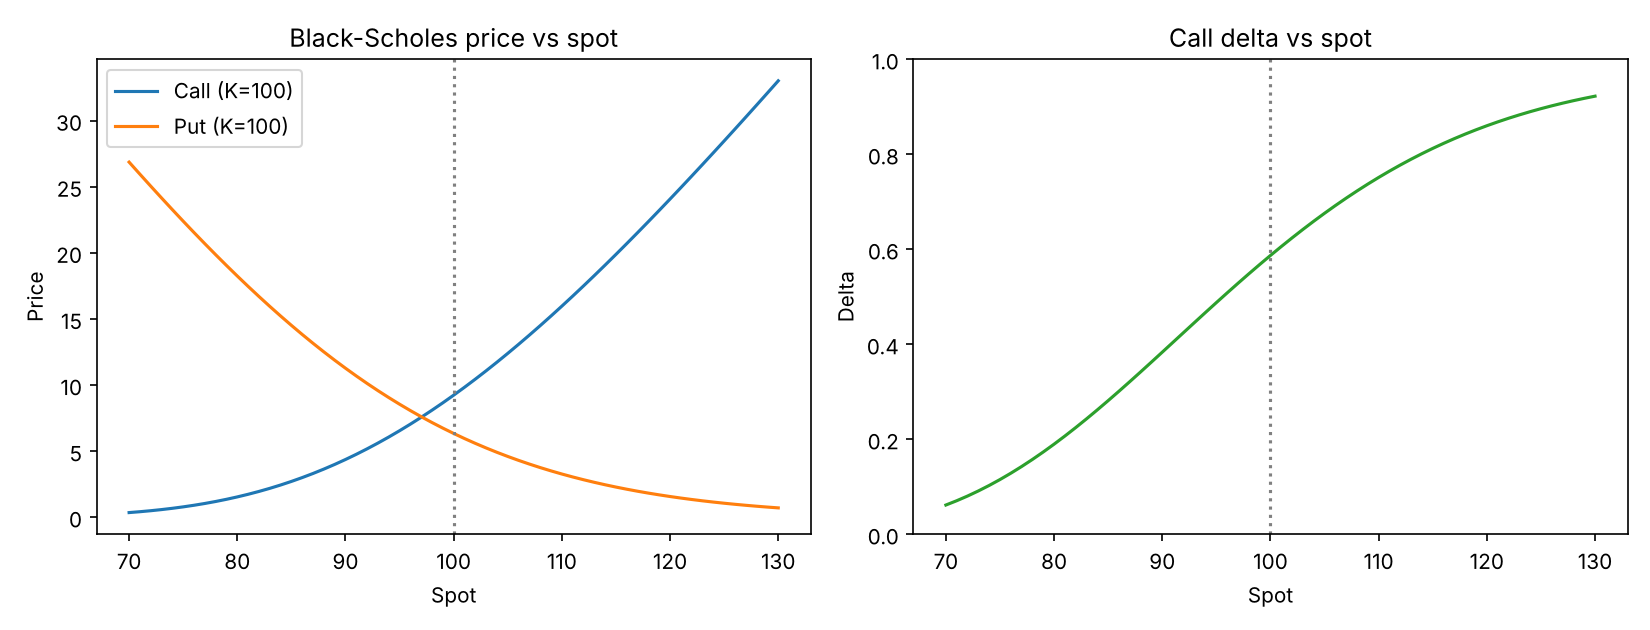 Black-Scholes price vs spot
Call (K=100)
Put (K=100)
Price
30
25
20
15
10
5
0
70 80 90 100 110 120 130
Spot
Call delta vs spot
Delta
1.0
0.8
0.6
0.4
0.2
0.0
70 80 90 100 110 120 130
Spot